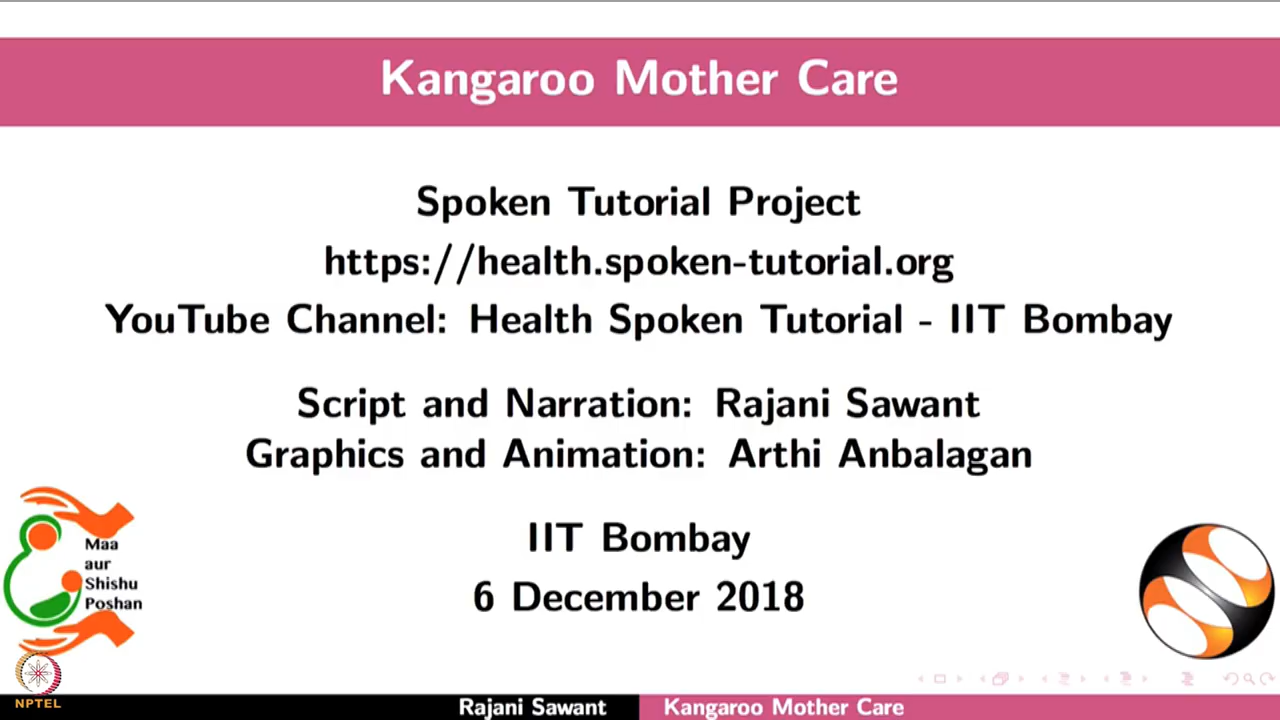 Kangaroo Mother Care
Spoken Tutorial Project
https://health.spoken-tutorial.org
YouTube Channel: Health Spoken Tutorial - IIT Bombay
Script and Narration: Rajani Sawant
Graphics and Animation: Arthi Anbalagan
IIT Bombay
6 December 2018
Maa
aur
Shishu
Poshan
NPTEL
Rajani Sawant
Kangaroo Mother Care